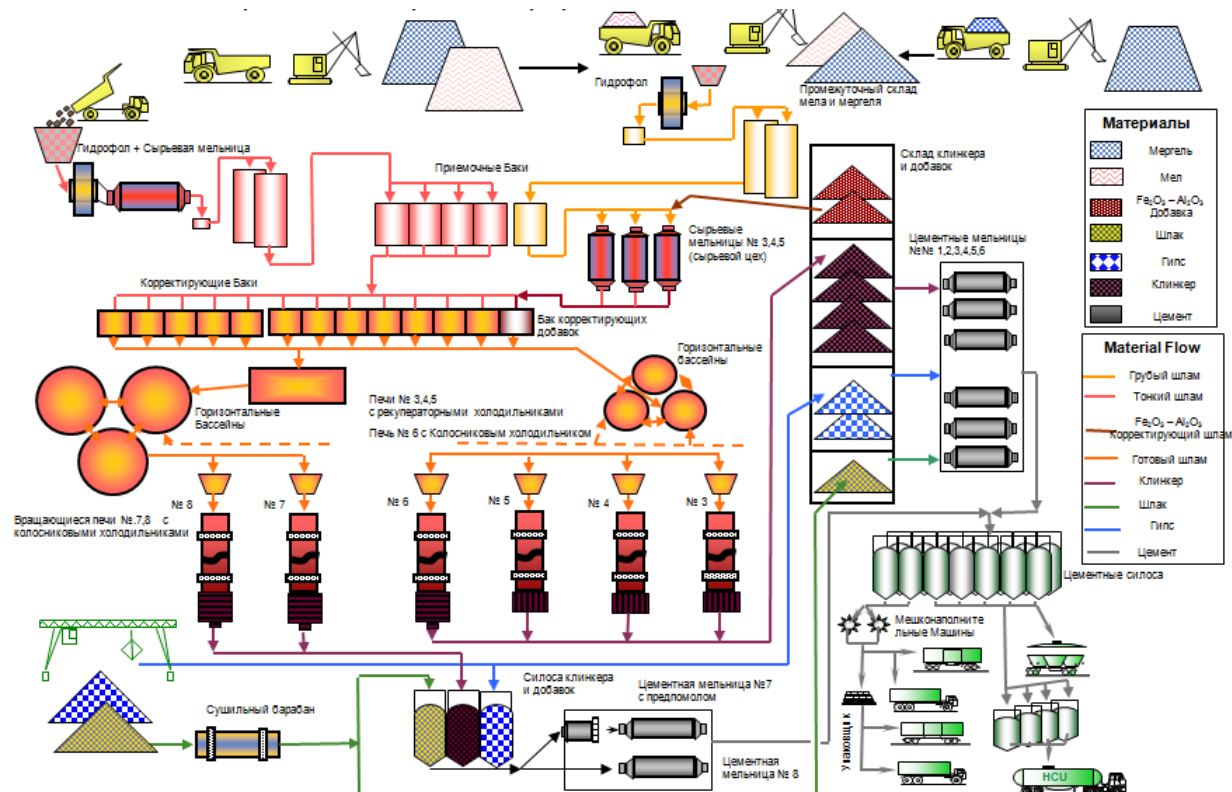 Гидрофол
Промежуточный склад
мела и мергеля
Гидрофол + Сырьевая мельница
Приемочные Баки
Склад клинкера
и добавок
Материалы
Мергель
Мел
Fe₂O₃ – Al₂O₃
Добавка
Шлак
Гипс
Клинкер
Цемент
Сырьевые
мельницы № 3,4,5
(сырьевой цех)
Цементные мельницы
№№ 1,2,3,4,5,6
Корректирующие Баки
Бак корректирующих
добавок
Горизонтальные
бассейны
Material Flow
Грубый шлам
Тонкий шлам
Fe₂O₃ – Al₂O₃
Корректирующий шлам
Готовый шлам
Клинкер
Шлак
Гипс
Цемент
Горизонтальные
Бассейны
Печи № 3,4,5
с рекуператорными холодильниками
Печь № 6 с Колосниковым холодильником
№ 8
№ 7
№ 6
№ 5
№ 4
№ 3
Вращающиеся печи №.7,8 с
колосниковыми холодильниками
Цементные силоса
Мешконаполните
льные Машины
Упаковщик
Силоса клинкера
и добавок
Цементная мельница №7
с предпомолом
Сушильный барабан
Цементная
мельница № 8
HCU